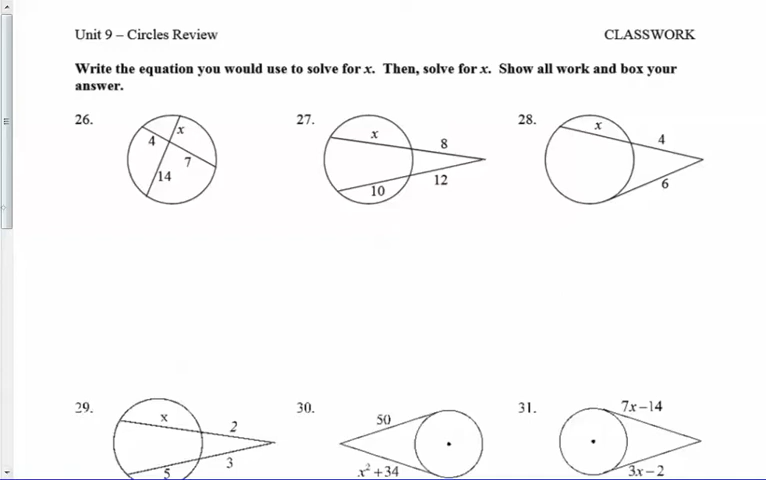 Unit 9 – Circles Review CLASSWORK
Write the equation you would use to solve for x. Then, solve for x. Show all work and box your
answer.
26. 27. 28.
x
4
7
14
x
8
12
10
x
4
6
29. 30. 31.
x
2
3
5
50
x² + 34
7x – 14
3x – 2